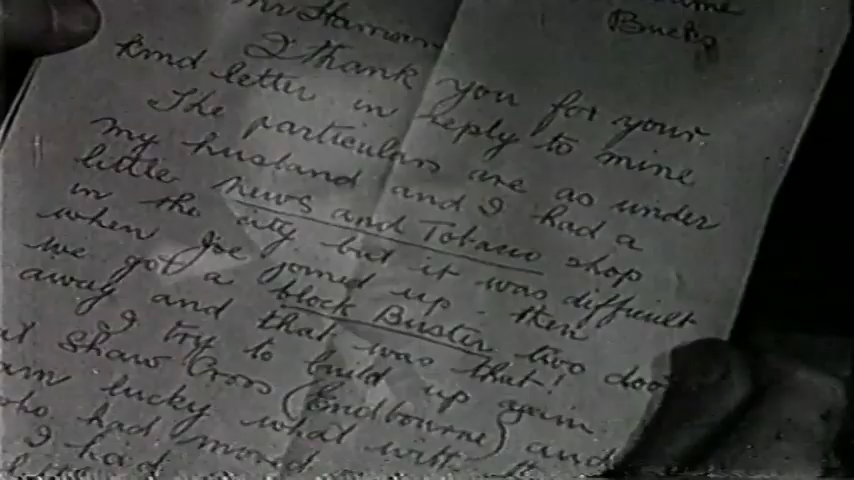 Bucks
Mr Harrison
I thank you for your
kind letter in reply to mine
The particulars are as under
my husband and I had a
little news and Tobacco shop
in the city but it was difficult
when Joe joined up - then
we got a block Buster two doors
away and that was that!
I try to build up again
at Shaw Cross (Endbourne) and
lucky what with
who had moved
I had